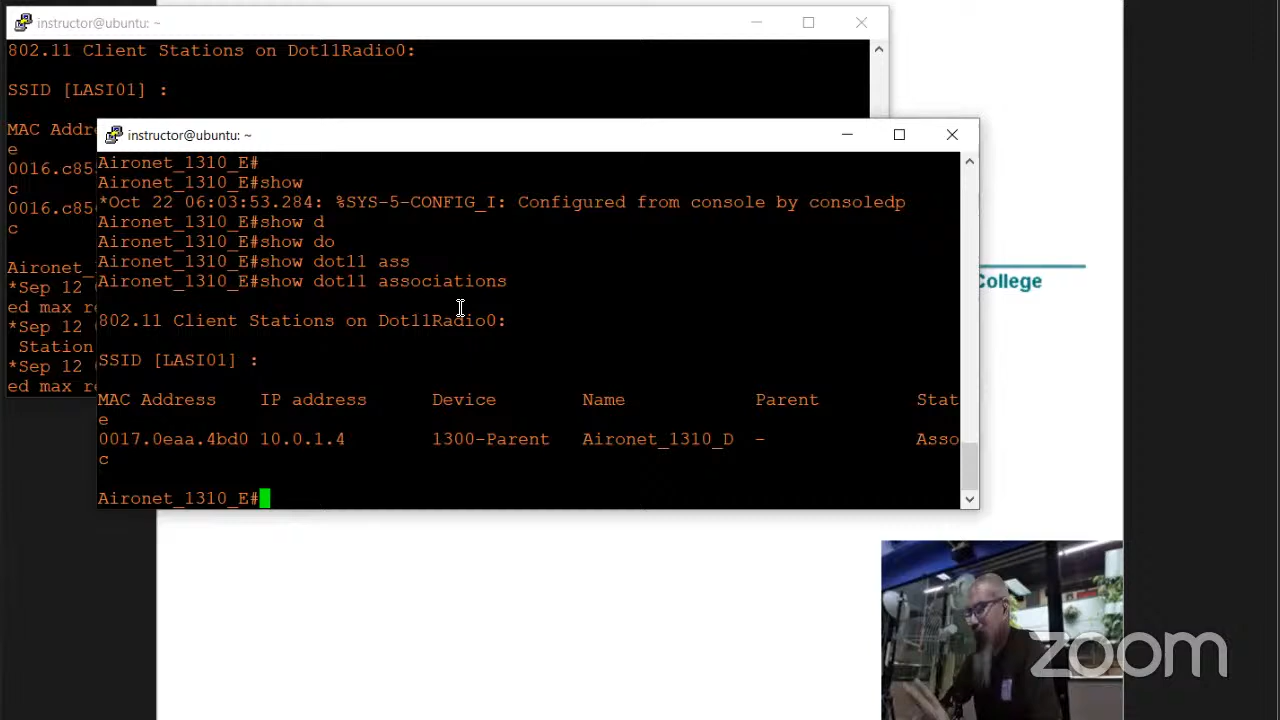 instructor@ubuntu: ~
802.11 Client Stations on Dot11Radio0:
SSID [LASI01] :
MAC Addre
e
0016.c85
c
0016.c85
c
Aironet_
*Sep 12
ed max re
*Sep 12
Station
*Sep 12
ed max re
instructor@ubuntu: ~
Aironet_1310_E#
Aironet_1310_E#show
*Oct 22 06:03:53.284: %SYS-5-CONFIG_I: Configured from console by consoledp
Aironet_1310_E#show d
Aironet_1310_E#show do
Aironet_1310_E#show dot11 ass
Aironet_1310_E#show dot11 associations
802.11 Client Stations on Dot11Radio0:
SSID [LASI01] :
MAC Address IP address Device Name Parent Stat
e
0017.0eaa.4bd0 10.0.1.4 1300-Parent Aironet_1310_D - Asso
c
Aironet_1310_E#
College
zoom